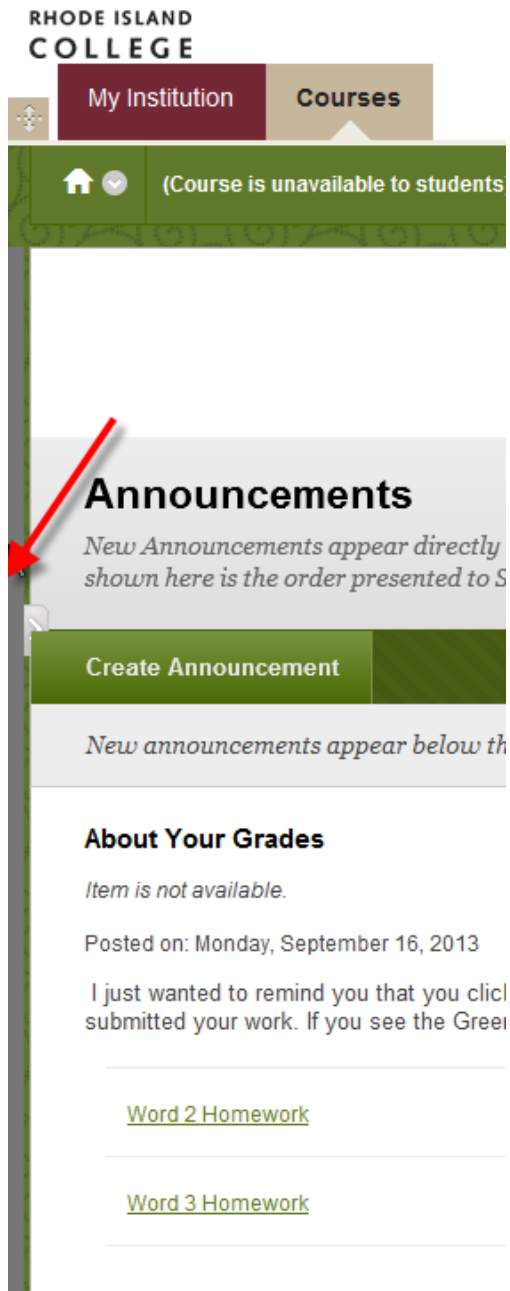 RHODE ISLAND
COLLEGE
My Institution
Courses
(Course is unavailable to students)
Announcements
New Announcements appear directly
shown here is the order presented to S
Create Announcement
New announcements appear below th
About Your Grades
Item is not available.
Posted on: Monday, September 16, 2013
I just wanted to remind you that you clic
submitted your work. If you see the Gree
Word 2 Homework
Word 3 Homework